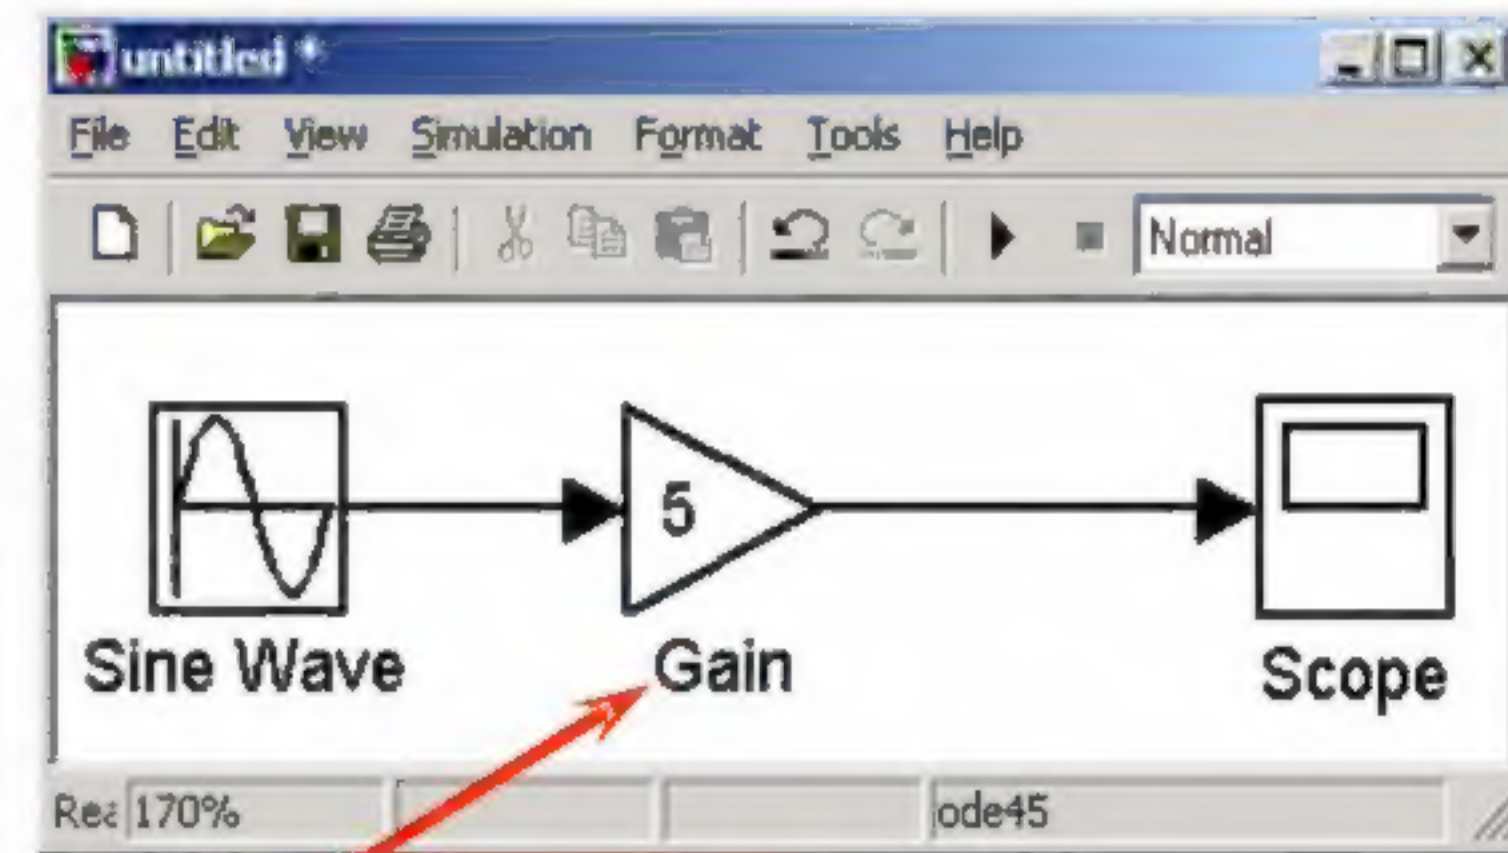 untitled *
File Edit View Simulation Format Tools Help
Normal
5
Sine Wave Gain Scope
170% ode45